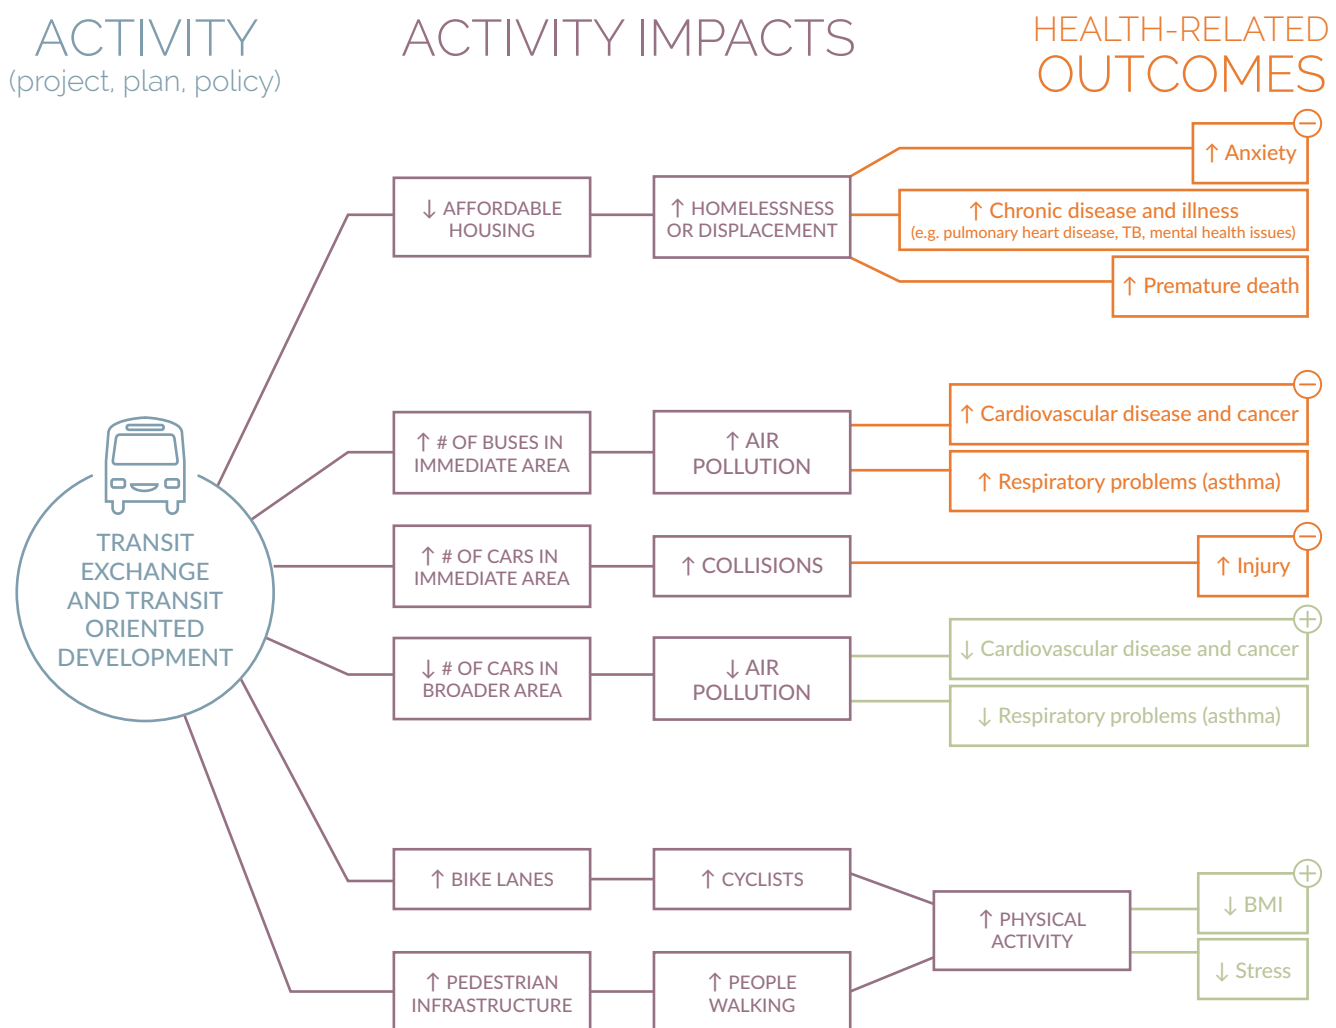 ACTIVITY
(project, plan, policy)
ACTIVITY IMPACTS
HEALTH-RELATED
OUTCOMES
TRANSIT
EXCHANGE
AND TRANSIT
ORIENTED
DEVELOPMENT
↓ AFFORDABLE
HOUSING
↑ HOMELESSNESS
OR DISPLACEMENT
−
↑ Anxiety
↑ Chronic disease and illness
(e.g. pulmonary heart disease, TB, mental health issues)
↑ Premature death
↑ # OF BUSES IN
IMMEDIATE AREA
↑ AIR
POLLUTION
−
↑ Cardiovascular disease and cancer
↑ Respiratory problems (asthma)
↑ # OF CARS IN
IMMEDIATE AREA
↑ COLLISIONS
−
↑ Injury
↓ # OF CARS IN
BROADER AREA
↓ AIR
POLLUTION
+
↓ Cardiovascular disease and cancer
↓ Respiratory problems (asthma)
↑ BIKE LANES
↑ CYCLISTS
↑ PEDESTRIAN
INFRASTRUCTURE
↑ PEOPLE
WALKING
↑ PHYSICAL
ACTIVITY
+
↓ BMI
↓ Stress